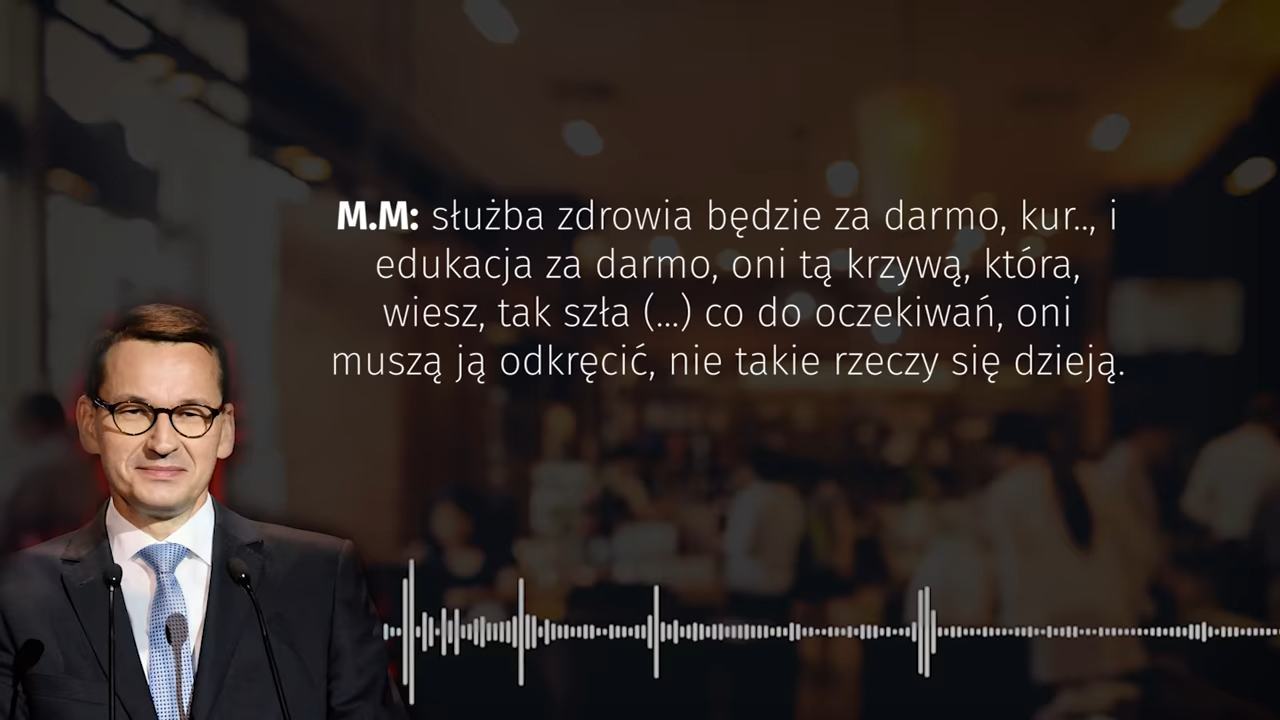 M.M: służba zdrowia będzie za darmo, kur.., i
edukacja za darmo, oni tą krzywą, która,
wiesz, tak szła (...) co do oczekiwań, oni
muszą ją odkręcić, nie takie rzeczy się dzieją.